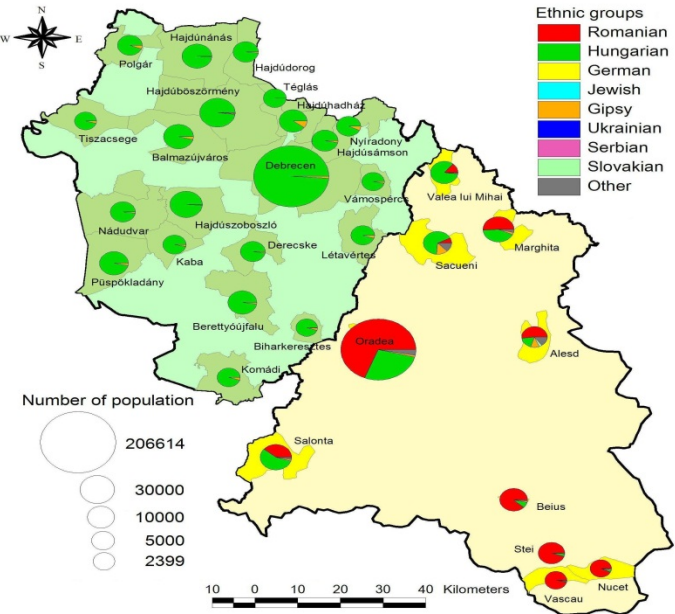 N
W E
S
Ethnic groups
Romanian
Hungarian
German
Jewish
Gipsy
Ukrainian
Serbian
Slovakian
Other
Polgár
Hajdúnánás
Hajdúdorog
Téglás
Hajdúböszörmény
Hajdúhadház
Tiszacsege
Balmazújváros
Nyíradony
Hajdúsámson
Debrecen
Vámospércs
Valea lui Mihai
Nádudvar
Hajdúszoboszló
Létavértes
Marghita
Sacueni
Kaba
Derecske
Püspökladány
Berettyóújfalu
Biharkeresztes
Oradea
Alesd
Komádi
Number of population
206614
30000
10000
5000
2399
Salonta
Beius
Stei
Nucet
Vascau
10 0 10 20 30 40 Kilometers